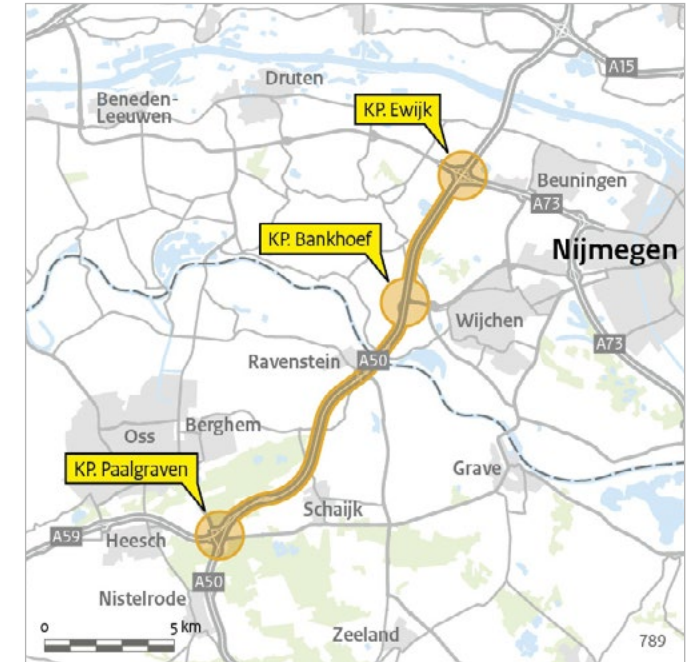 A15
Druten
Beneden-
Leeuwen
KP. Ewijk
Beuningen
A73
KP. Bankhoef
Nijmegen
Wijchen
A73
Ravenstein
A50
Berghem
Oss
KP. Paalgraven
Grave
Schaijk
A59
Heesch
A50
Nistelrode
0
5 km
Zeeland
789